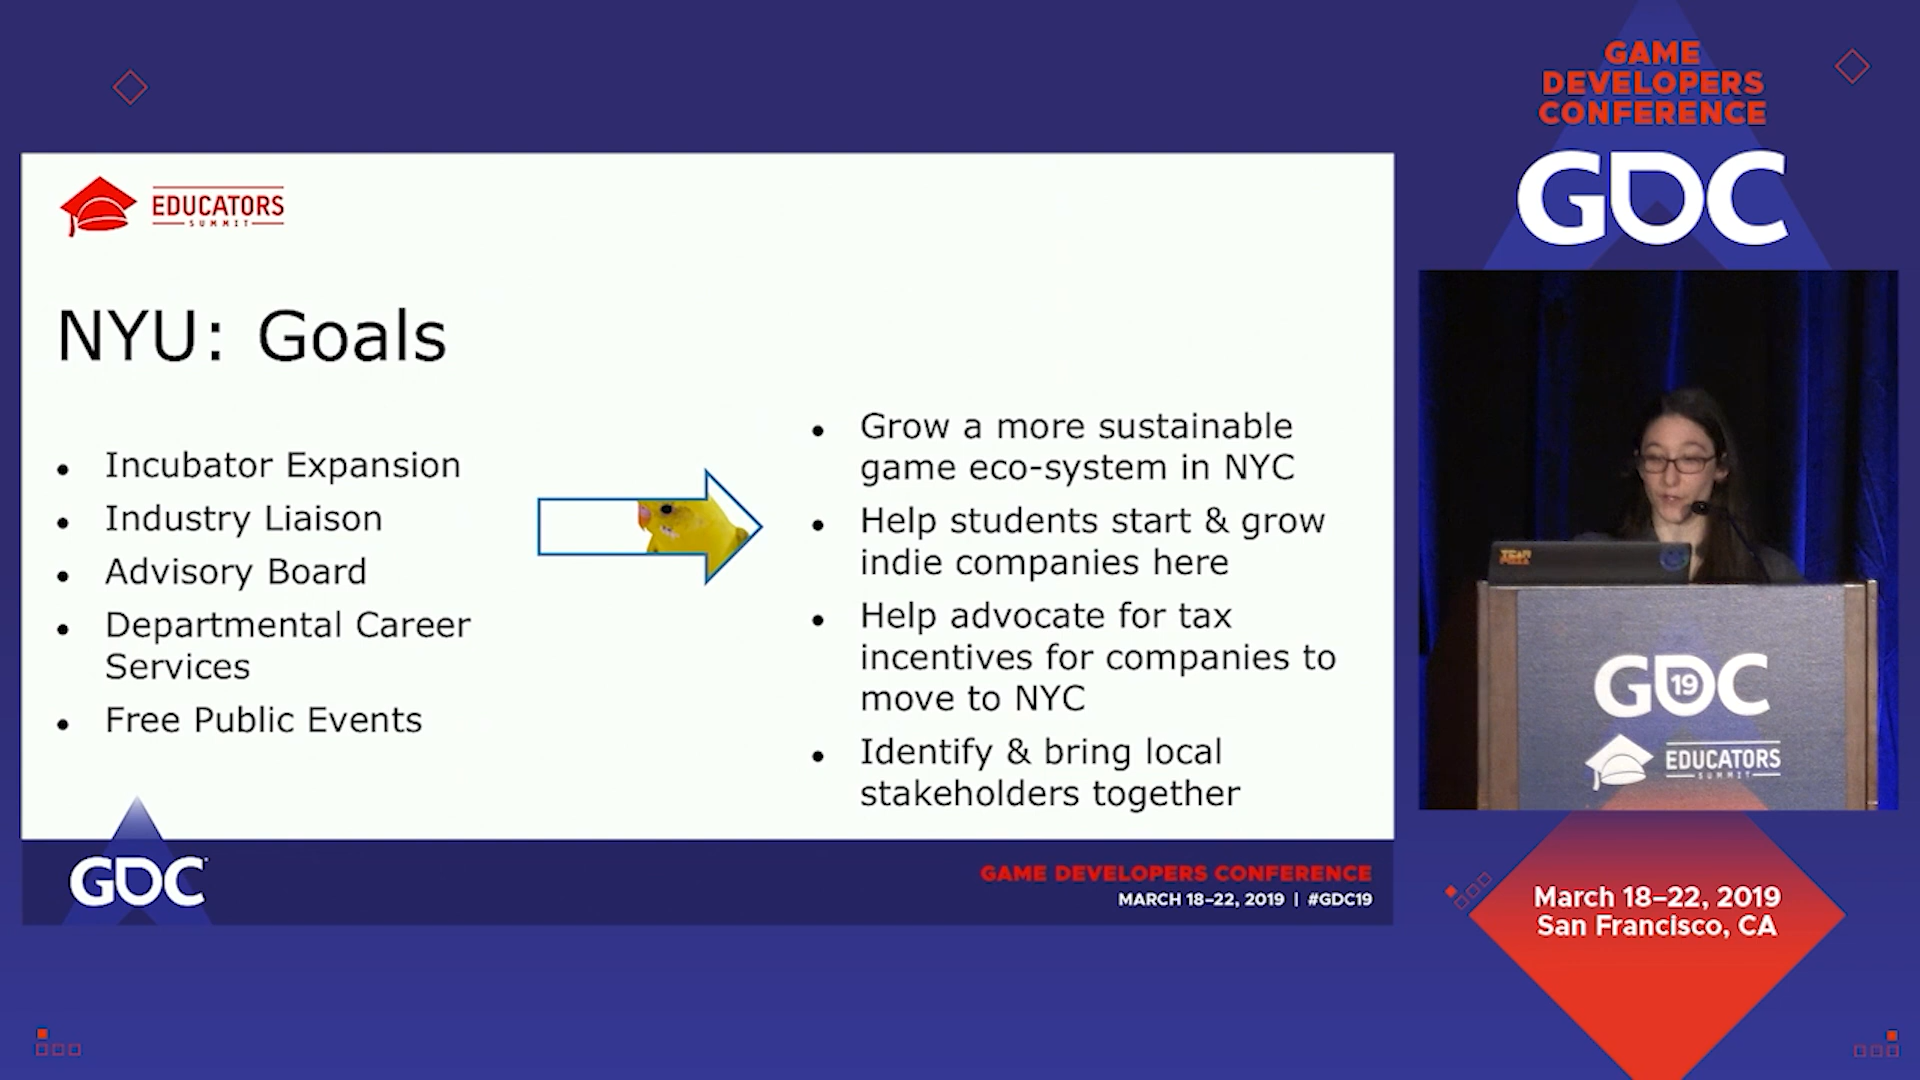 GAME
DEVELOPERS
CONFERENCE
GDC
EDUCATORS
SUMMIT
NYU: Goals
• Incubator Expansion
• Industry Liaison
• Advisory Board
• Departmental Career
Services
• Free Public Events
• Grow a more sustainable
game eco-system in NYC
• Help students start & grow
indie companies here
• Help advocate for tax
incentives for companies to
move to NYC
• Identify & bring local
stakeholders together
GDC
GAME DEVELOPERS CONFERENCE
MARCH 18–22, 2019 | #GDC19
GDC
19
EDUCATORS
SUMMIT
March 18–22, 2019
San Francisco, CA